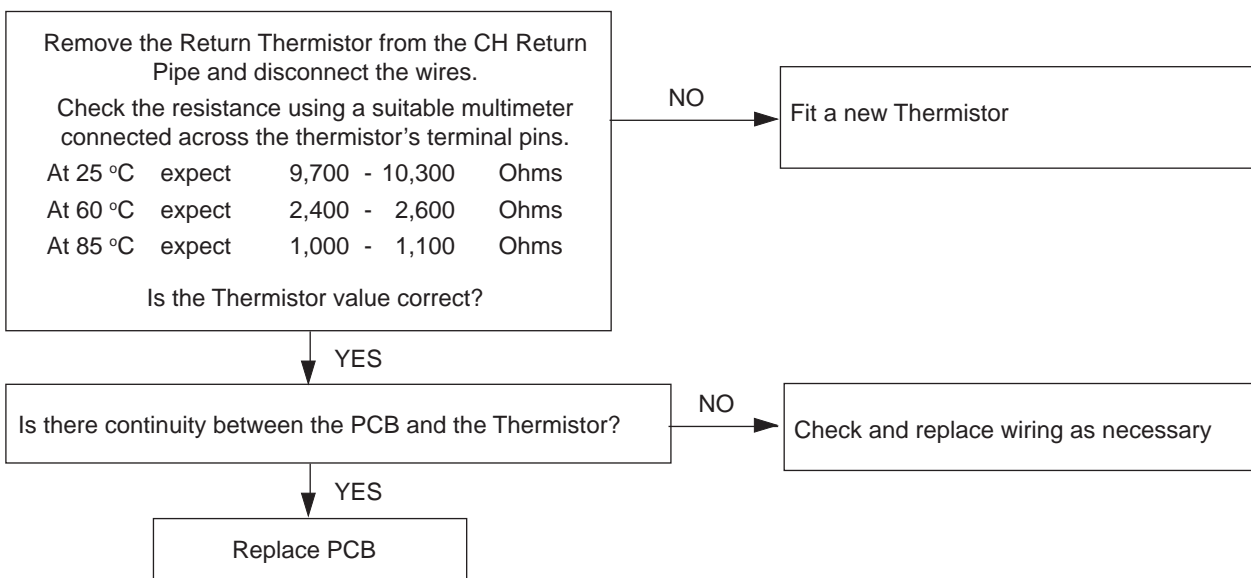 Remove the Return Thermistor from the CH Return
Pipe and disconnect the wires.
Check the resistance using a suitable multimeter
connected across the thermistor’s terminal pins.
At 25 °C expect 9,700 - 10,300 Ohms
At 60 °C expect 2,400 - 2,600 Ohms
At 85 °C expect 1,000 - 1,100 Ohms
Is the Thermistor value correct?
NO
Fit a new Thermistor
YES
Is there continuity between the PCB and the Thermistor?
NO
Check and replace wiring as necessary
YES
Replace PCB